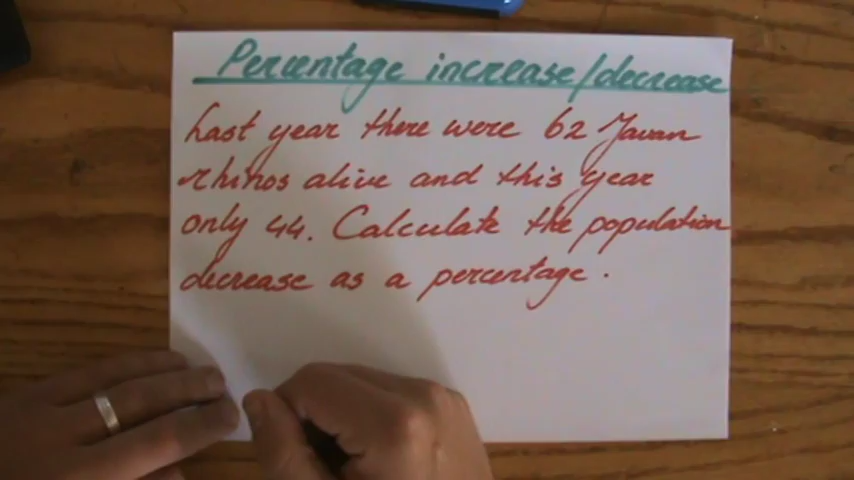 Percentage increase/decrease
Last year there were 62 Javan
rhinos alive and this year
only 44. Calculate the population
decrease as a percentage.